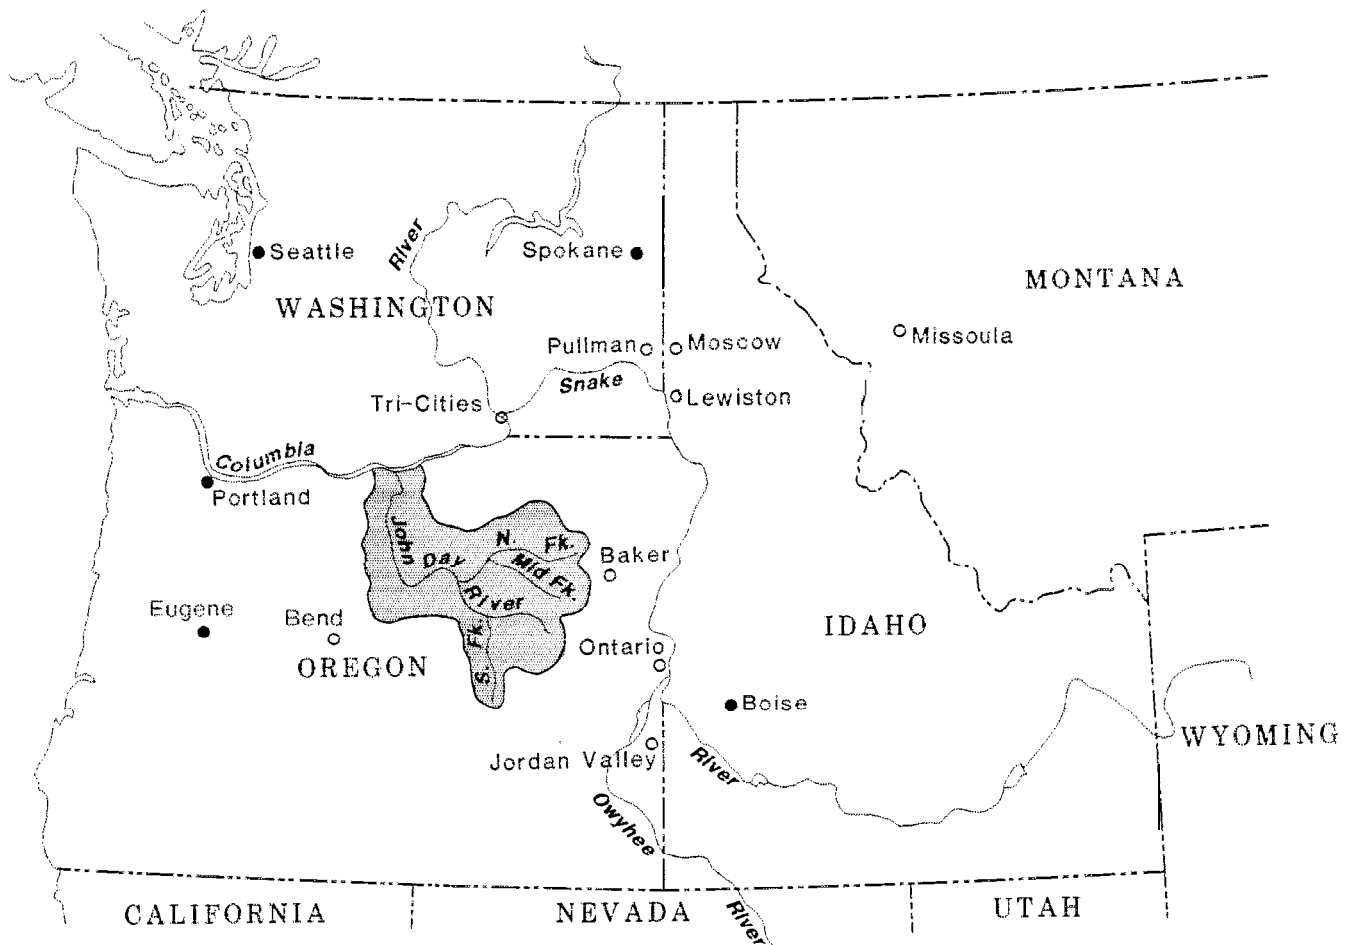 River
Seattle
Spokane
MONTANA
WASHINGTON
Missoula
Pullman
Moscow
Snake
Lewiston
Tri-Cities
Columbia
Portland
John
Day
N.
Fk.
Mid Fk.
Baker
River
Eugene
Bend
S. Fk.
IDAHO
Ontario
OREGON
Boise
WYOMING
Jordan Valley
River
Owyhee
River
CALIFORNIA
NEVADA
UTAH